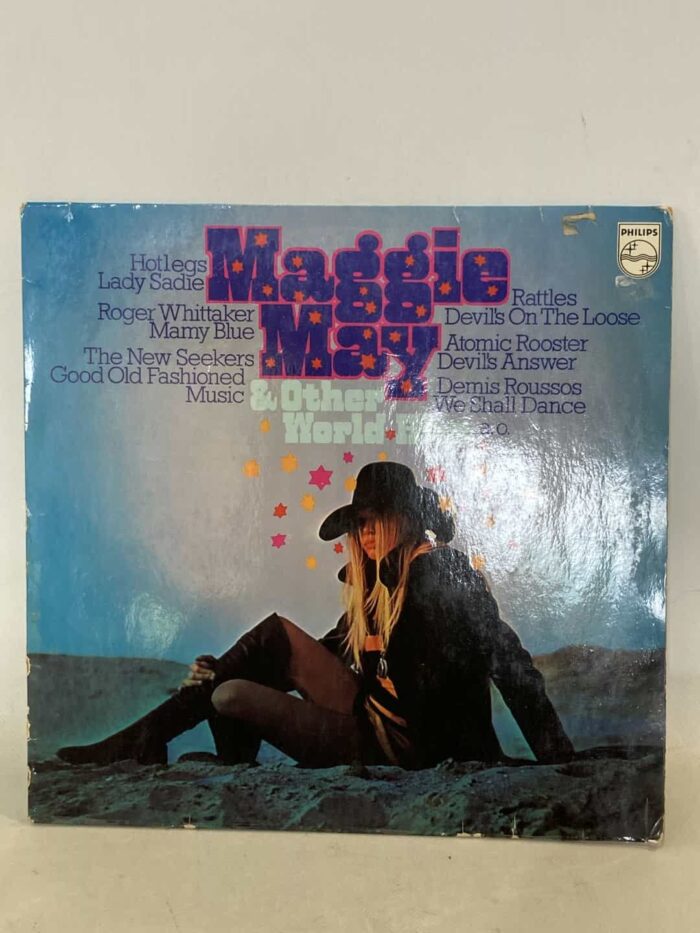 Maggie
May
& Other
World
Hotlegs
Lady Sadie
Roger Whittaker
Mamy Blue
The New Seekers
Good Old Fashioned
Music
Rattles
Devil's On The Loose
Atomic Rooster
Devil's Answer
Demis Roussos
We Shall Dance
a.o.
PHILIPS